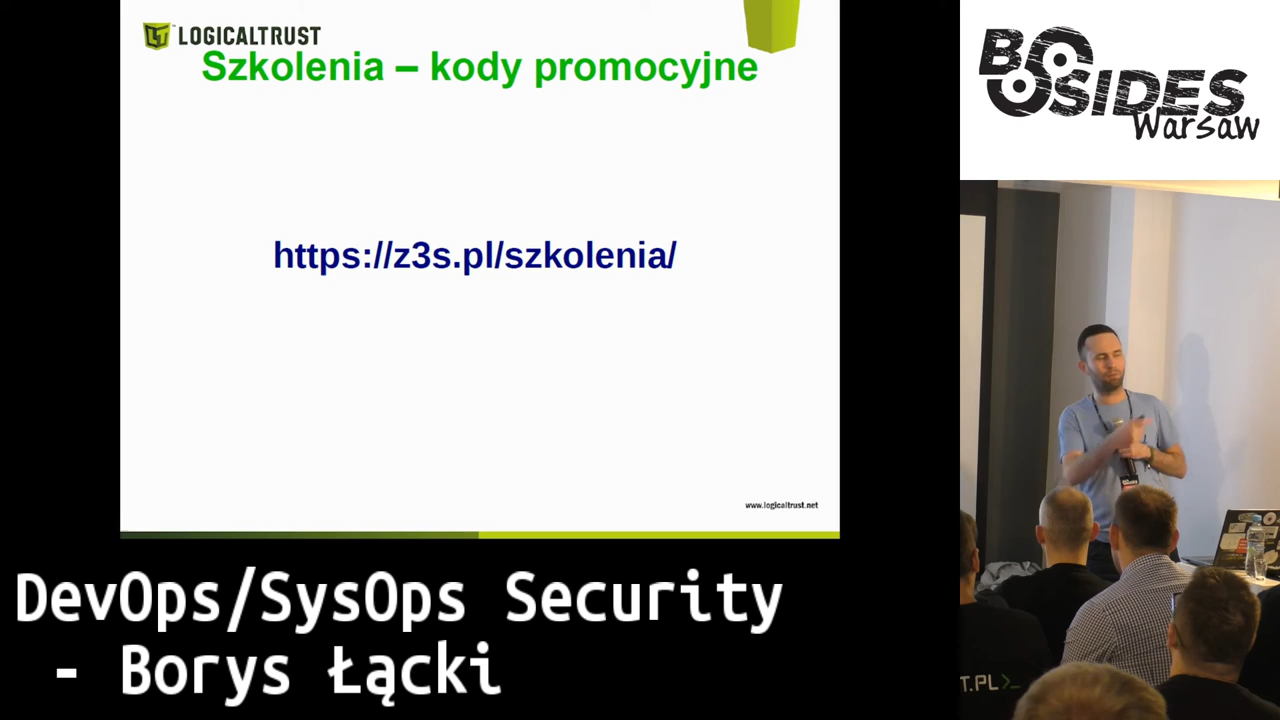 LOGICALTRUST
Szkolenia – kody promocyjne
https://z3s.pl/szkolenia/
www.logicaltrust.net
BSIDES
Warsaw
DevOps/SysOps Security
- Borys Łącki
T.PL>_